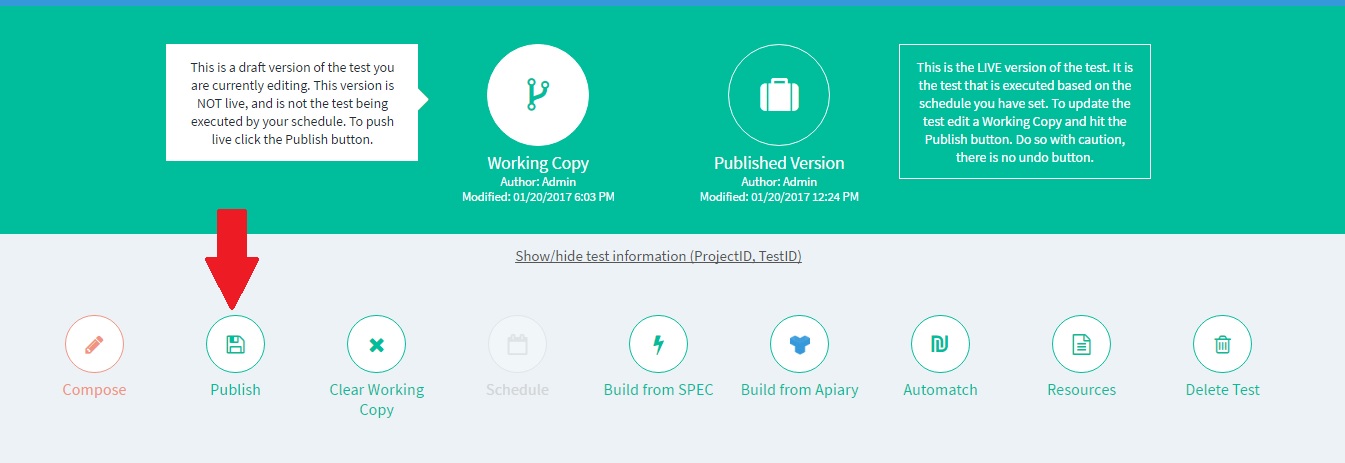 This is a draft version of the test you
are currently editing. This version is
NOT live, and is not the test being
executed by your schedule. To push
live click the Publish button.
Working Copy
Author: Admin
Modified: 01/20/2017 6:03 PM
Published Version
Author: Admin
Modified: 01/20/2017 12:24 PM
This is the LIVE version of the test. It is
the test that is executed based on the
schedule you have set. To update the
test edit a Working Copy and hit the
Publish button. Do so with caution,
there is no undo button.
Show/hide test information (ProjectID, TestID)
Compose
Publish
Clear Working
Copy
Schedule
Build from SPEC
Build from Apiary
Automatch
Resources
Delete Test